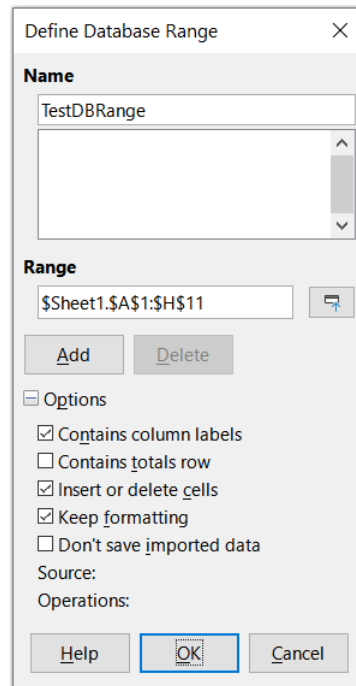 Define Database Range
Name
TestDBRange
Range
$Sheet1.$A$1:$H$11
Add Delete
Options
Contains column labels
Contains totals row
Insert or delete cells
Keep formatting
Don't save imported data
Source:
Operations:
Help OK Cancel